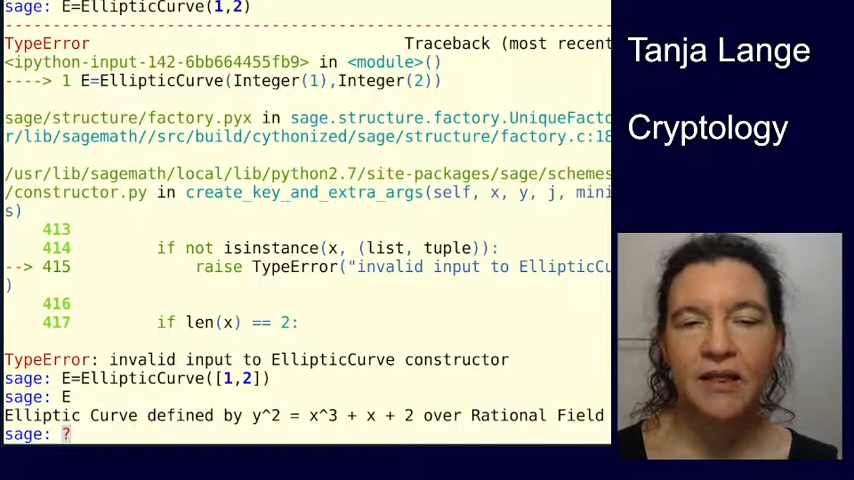 sage: E=EllipticCurve(1,2)
TypeError Traceback (most recent
<ipython-input-142-6bb664455fb9> in <module>()
----> 1 E=EllipticCurve(Integer(1),Integer(2))
sage/structure/factory.pyx in sage.structure.factory.UniqueFacto
r/lib/sagemath//src/build/cythonized/sage/structure/factory.c:18
/usr/lib/sagemath/local/lib/python2.7/site-packages/sage/schemes
/constructor.py in create_key_and_extra_args(self, x, y, j, mini
s)
413
414 if not isinstance(x, (list, tuple)):
--> 415 raise TypeError("invalid input to EllipticCu
)
416
417 if len(x) == 2:
TypeError: invalid input to EllipticCurve constructor
sage: E=EllipticCurve([1,2])
sage: E
Elliptic Curve defined by y^2 = x^3 + x + 2 over Rational Field
sage: ?
Tanja Lange
Cryptology